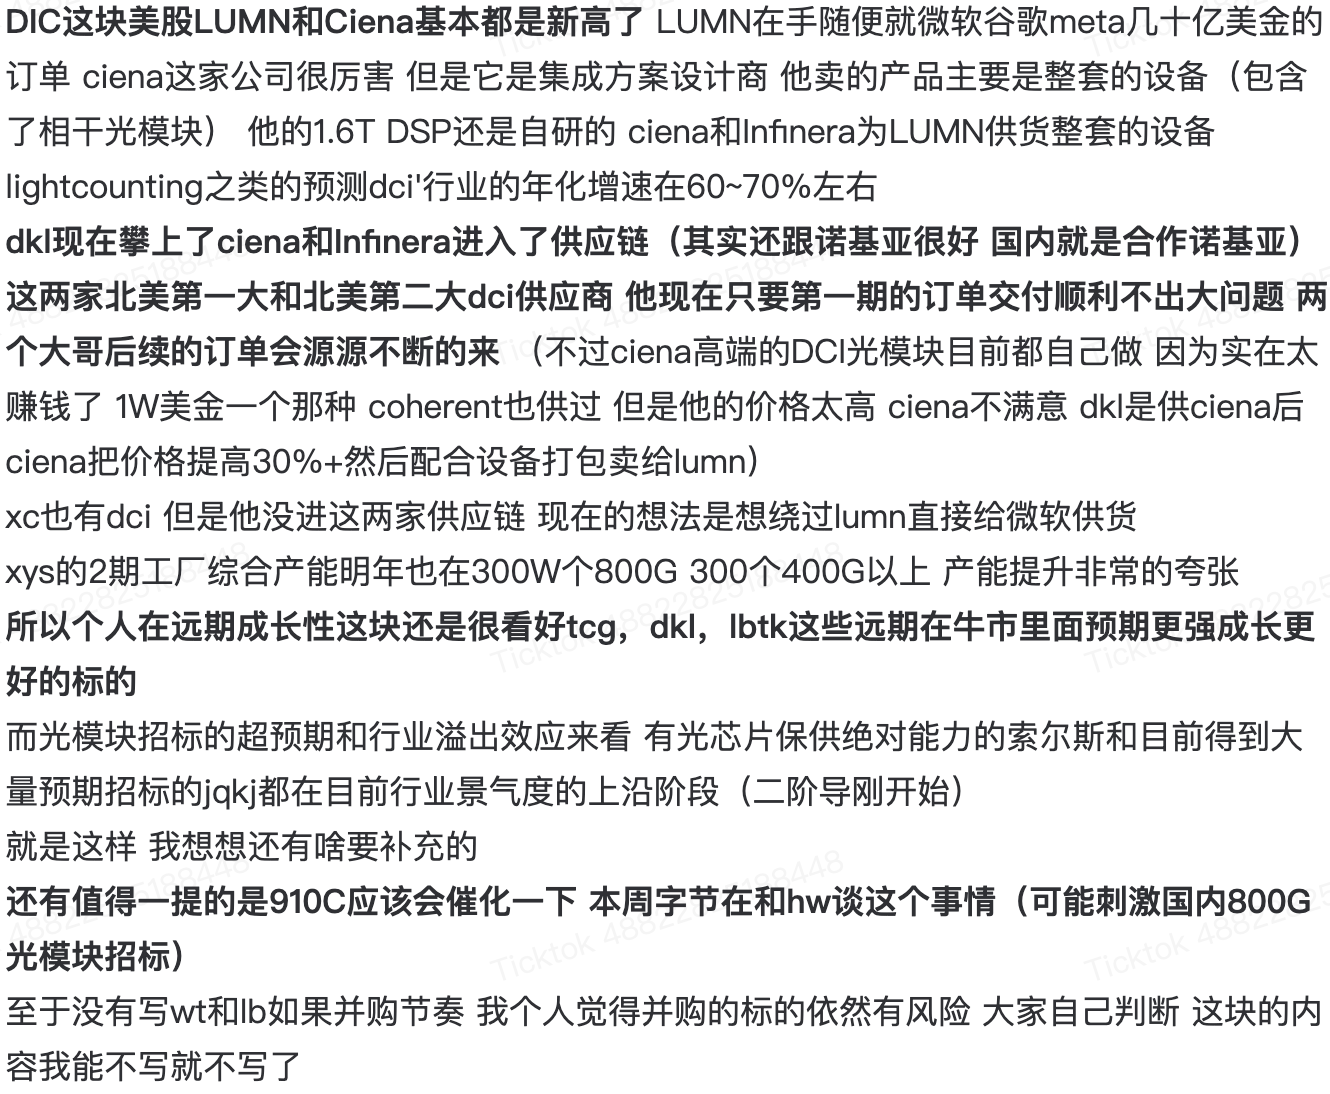 DIC这块美股LUMN和Ciena基本都是新高了 LUMN在手随便就微软谷歌meta几十亿美金的
订单 ciena这家公司很厉害 但是它是集成方案设计商 他卖的产品主要是整套的设备（包含
了相干光模块） 他的1.6T DSP还是自研的 ciena和Infinera为LUMN供货整套的设备
lightcounting之类的预测dci'行业的年化增速在60~70%左右
dkl现在攀上了ciena和Infinera进入了供应链（其实还跟诺基亚很好 国内就是合作诺基亚）
这两家北美第一大和北美第二大dci供应商 他现在只要第一期的订单交付顺利不出大问题 两
个大哥后续的订单会源源不断的来 （不过ciena高端的DCI光模块目前都自己做 因为实在太
赚钱了 1W美金一个那种 coherent也供过 但是他的价格太高 ciena不满意 dkl是供ciena后
ciena把价格提高30%+然后配合设备打包卖给lumn）
xc也有dci 但是他没进这两家供应链 现在的想法是想绕过lumn直接给微软供货
xys的2期工厂综合产能明年也在300W个800G 300个400G以上 产能提升非常的夸张
所以个人在远期成长性这块还是很看好tcg，dkl，lbtk这些远期在牛市里面预期更强成长更
好的标的
而光模块招标的超预期和行业溢出效应来看 有光芯片保供绝对能力的索尔斯和目前得到大
量预期招标的jqkj都在目前行业景气度的上沿阶段（二阶导刚开始）
就是这样 我想想还有啥要补充的
还有值得一提的是910C应该会催化一下 本周字节在和hw谈这个事情（可能刺激国内800G
光模块招标）
至于没有写wt和lb如果并购节奏 我个人觉得并购的标的依然有风险 大家自己判断 这块的内
容我能不写就不写了